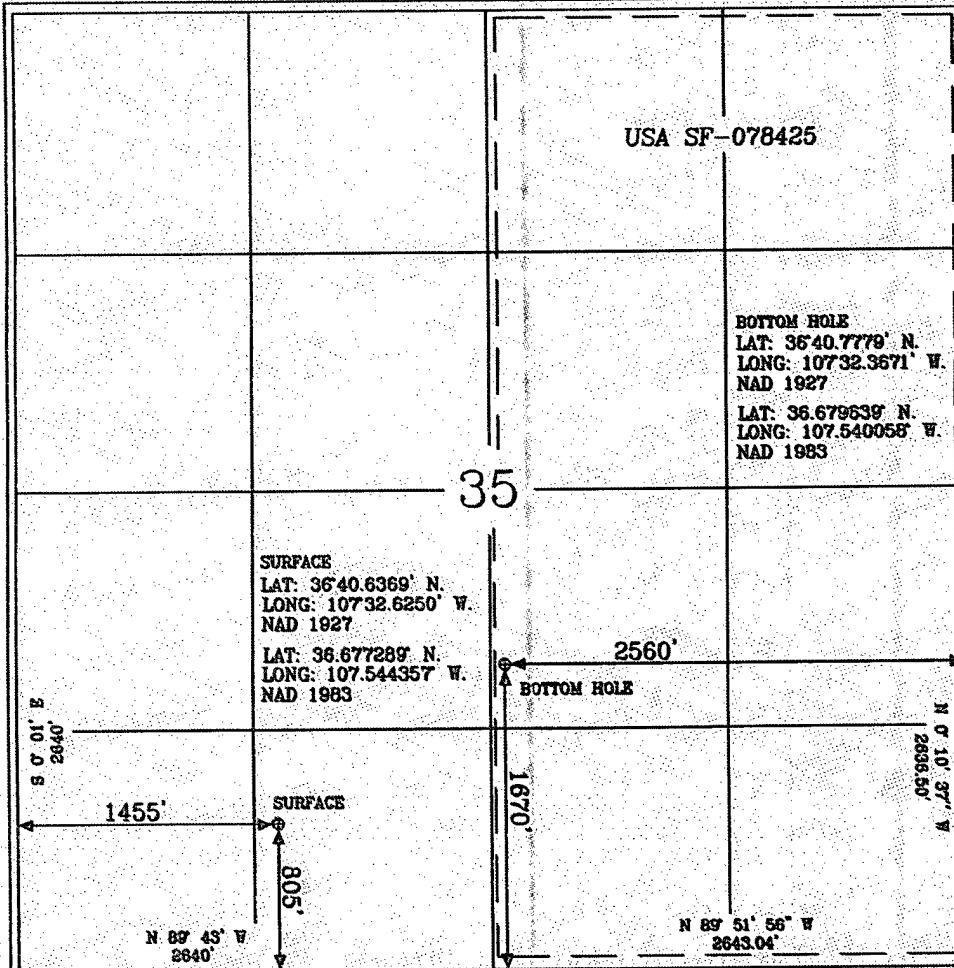 USA SF-078425
BOTTOM HOLE
LAT: 36°40.7779' N.
LONG: 107°32.3671' W.
NAD 1927
LAT: 36.679639° N.
LONG: 107.540058° W.
NAD 1983
35
SURFACE
LAT: 36°40.6369' N.
LONG: 107°32.6250' W.
NAD 1927
LAT: 36.677289° N.
LONG: 107.544357° W.
NAD 1983
2560'
BOTTOM HOLE
S 0° 01' E
2640'
N 0° 10' 37" W
2636.50'
1670'
1455'
SURFACE
805'
N 89° 43' W
2640'
N 89° 51' 56" W
2643.04'